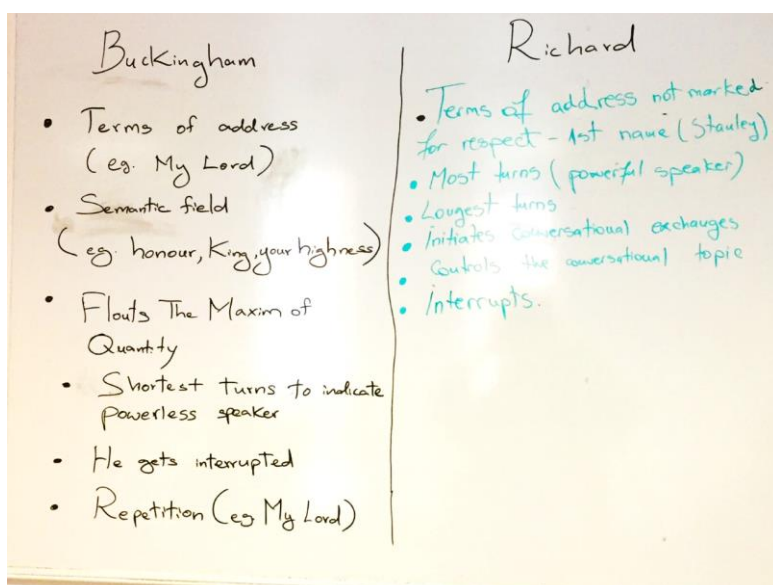 Buckingham
• Terms of address
(eg. My Lord)
• Semantic field
(eg. honour, King, your highness)
• Flouts The Maxim of
Quantity
• Shortest turns to indicate
powerless speaker
• He gets interrupted
• Repetition (eg My Lord)
Richard
• Terms of address not marked
for respect - 1st name (Stanley)
• Most turns (powerful speaker)
• Longest turns
• Initiates conversational exchanges
• Controls the conversational topic
• Interrupts.